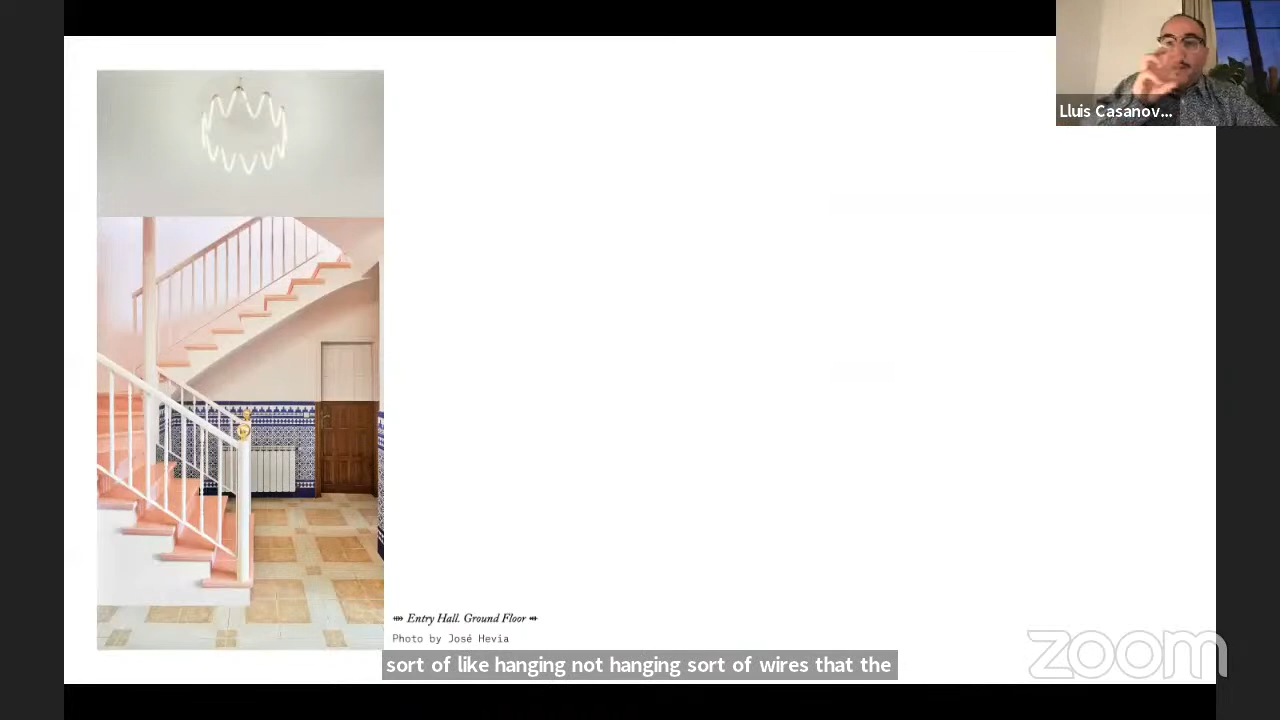 Lluis Casanov...
⇻ Entry Hall. Ground Floor ⇺
Photo by José Hevia
sort of like hanging not hanging sort of wires that the
zoom